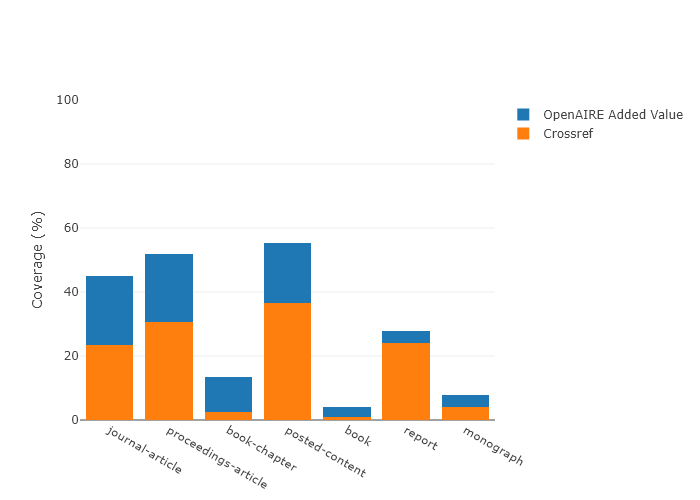 100
80
60
40
20
0
Coverage (%)
journal-article
proceedings-article
book-chapter
posted-content
book
report
monograph
OpenAIRE Added Value
Crossref